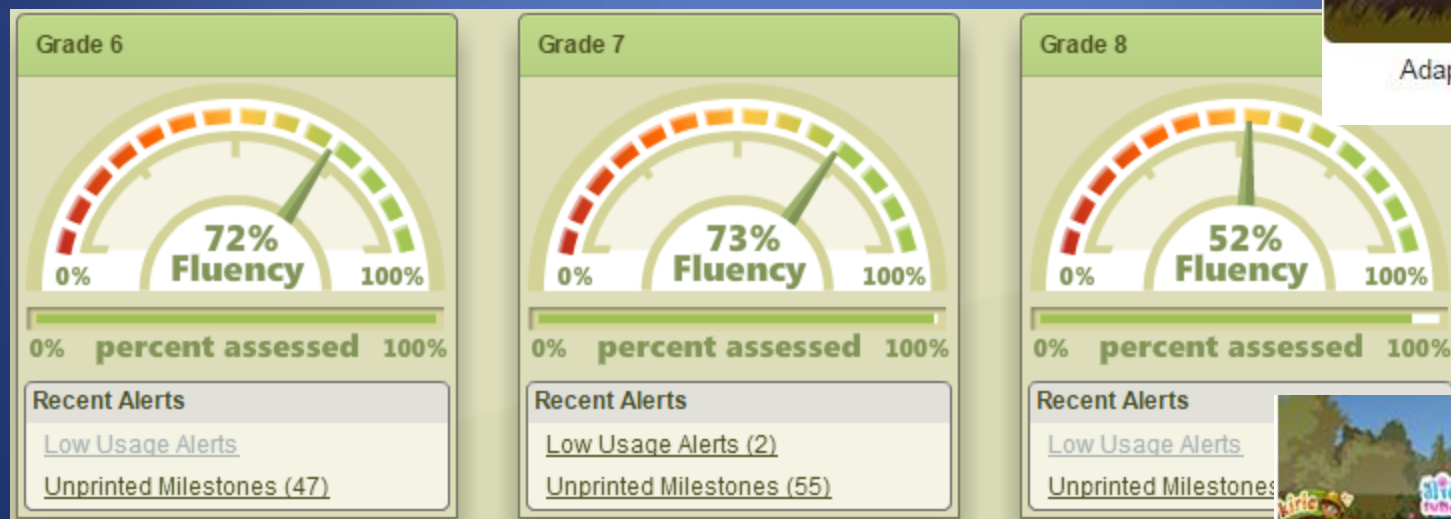 Grade 6
72%
Fluency
0%
100%
0% percent assessed 100%
Recent Alerts
Low Usage Alerts
Unprinted Milestones (47)
Grade 7
73%
Fluency
0%
100%
0% percent assessed 100%
Recent Alerts
Low Usage Alerts (2)
Unprinted Milestones (55)
Grade 8
52%
Fluency
0%
100%
0% percent assessed 100%
Recent Alerts
Low Usage Alerts
Unprinted Milestones